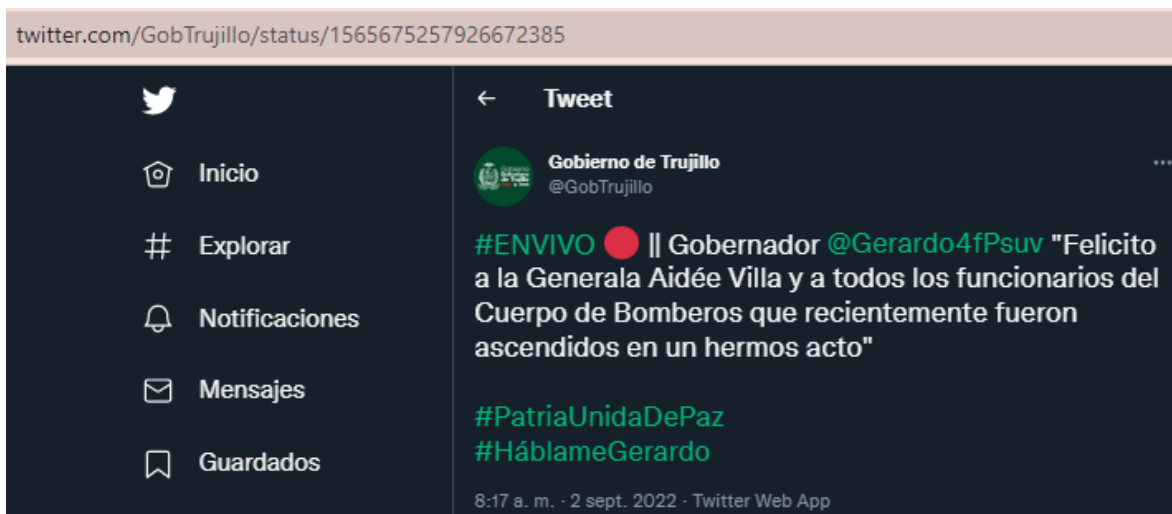 twitter.com/GobTrujillo/status/1565675257926672385
Inicio
Explorar
Notificaciones
Mensajes
Guardados
Tweet
Gobierno de Trujillo
@GobTrujillo
#ENVIVO 🔴 || Gobernador @Gerardo4fPsuv "Felicito
a la Generala Aidée Villa y a todos los funcionarios del
Cuerpo de Bomberos que recientemente fueron
ascendidos en un hermos acto"
#PatriaUnidaDePaz
#HáblameGerardo
8:17 a. m. · 2 sept. 2022 · Twitter Web App